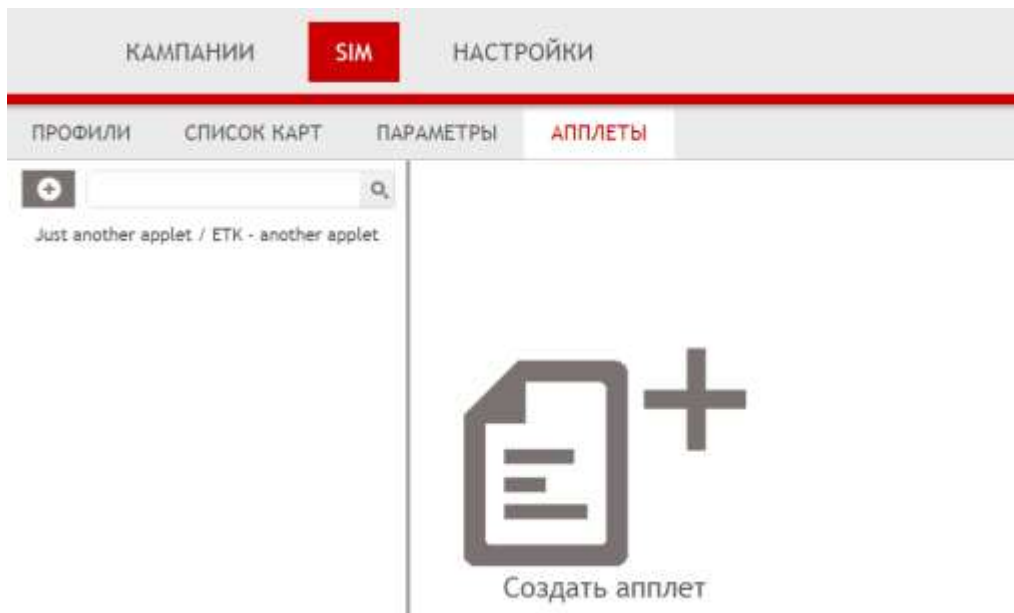 КАМПАНИИ SIM НАСТРОЙКИ
ПРОФИЛИ СПИСОК КАРТ ПАРАМЕТРЫ АППЛЕТЫ
Just another applet / ETK - another applet
Создать апплет